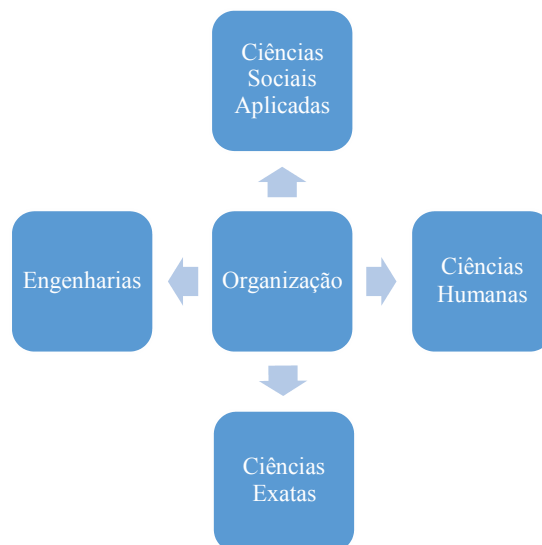 Ciências
Sociais
Aplicadas
Engenharias
Organização
Ciências
Humanas
Ciências
Exatas